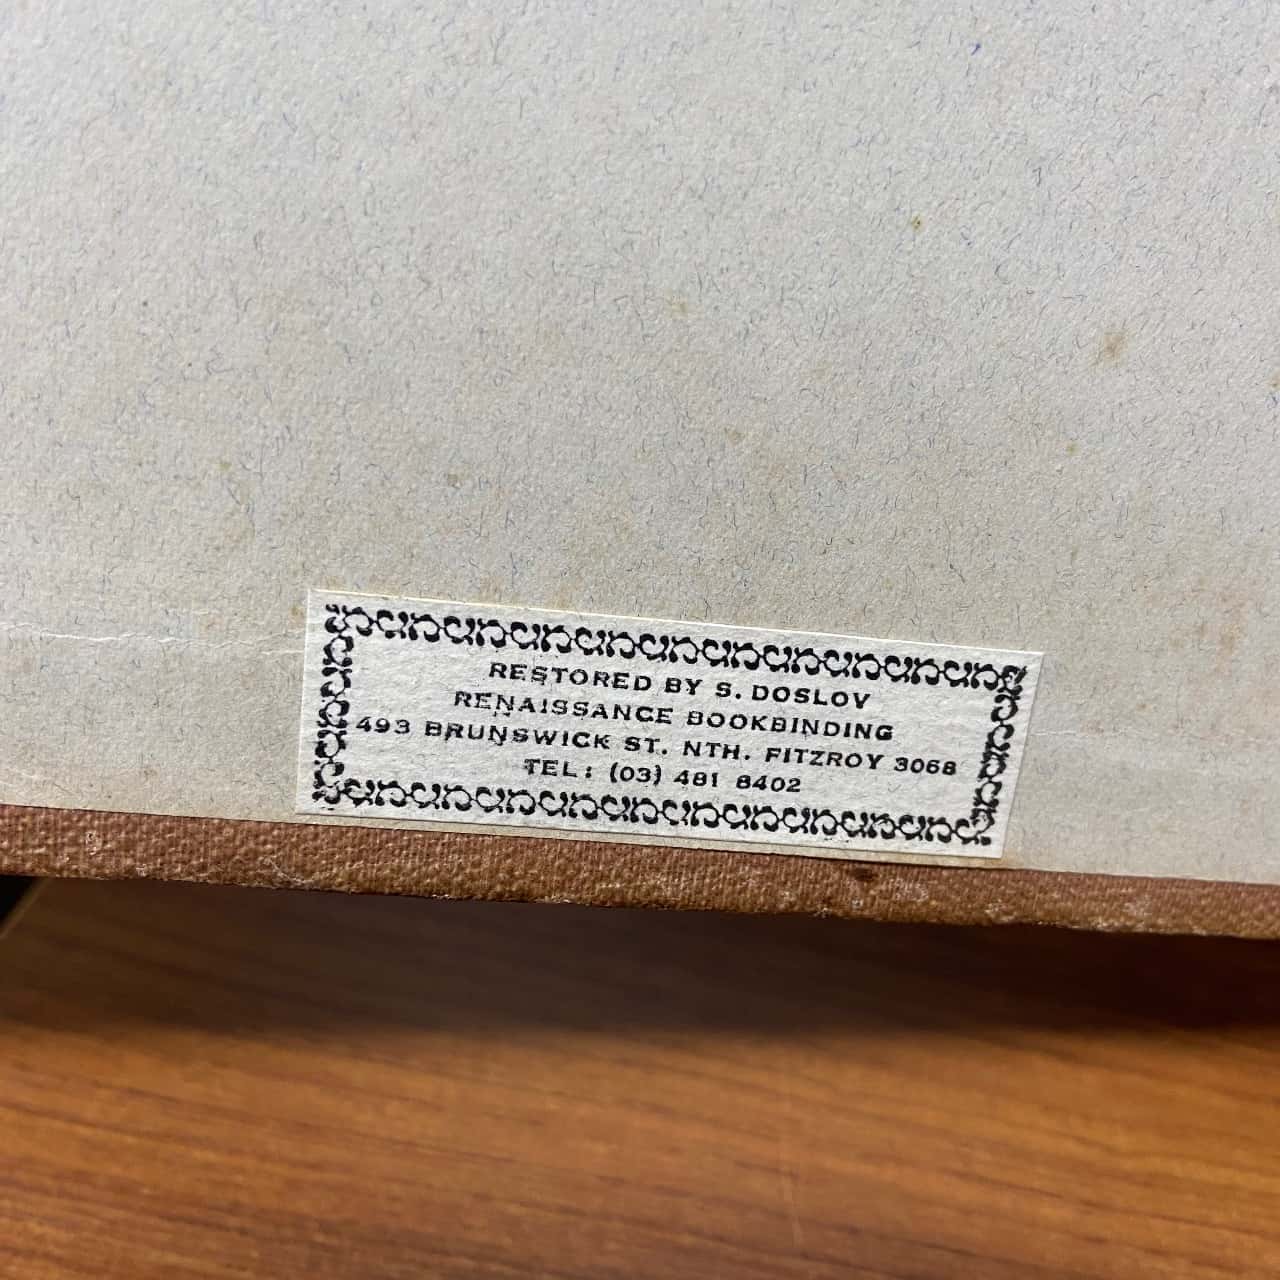 RESTORED BY S. DOSLOV
RENAISSANCE BOOKBINDING
493 BRUNSWICK ST. NTH. FITZROY 3068
TEL: (03) 481 8402